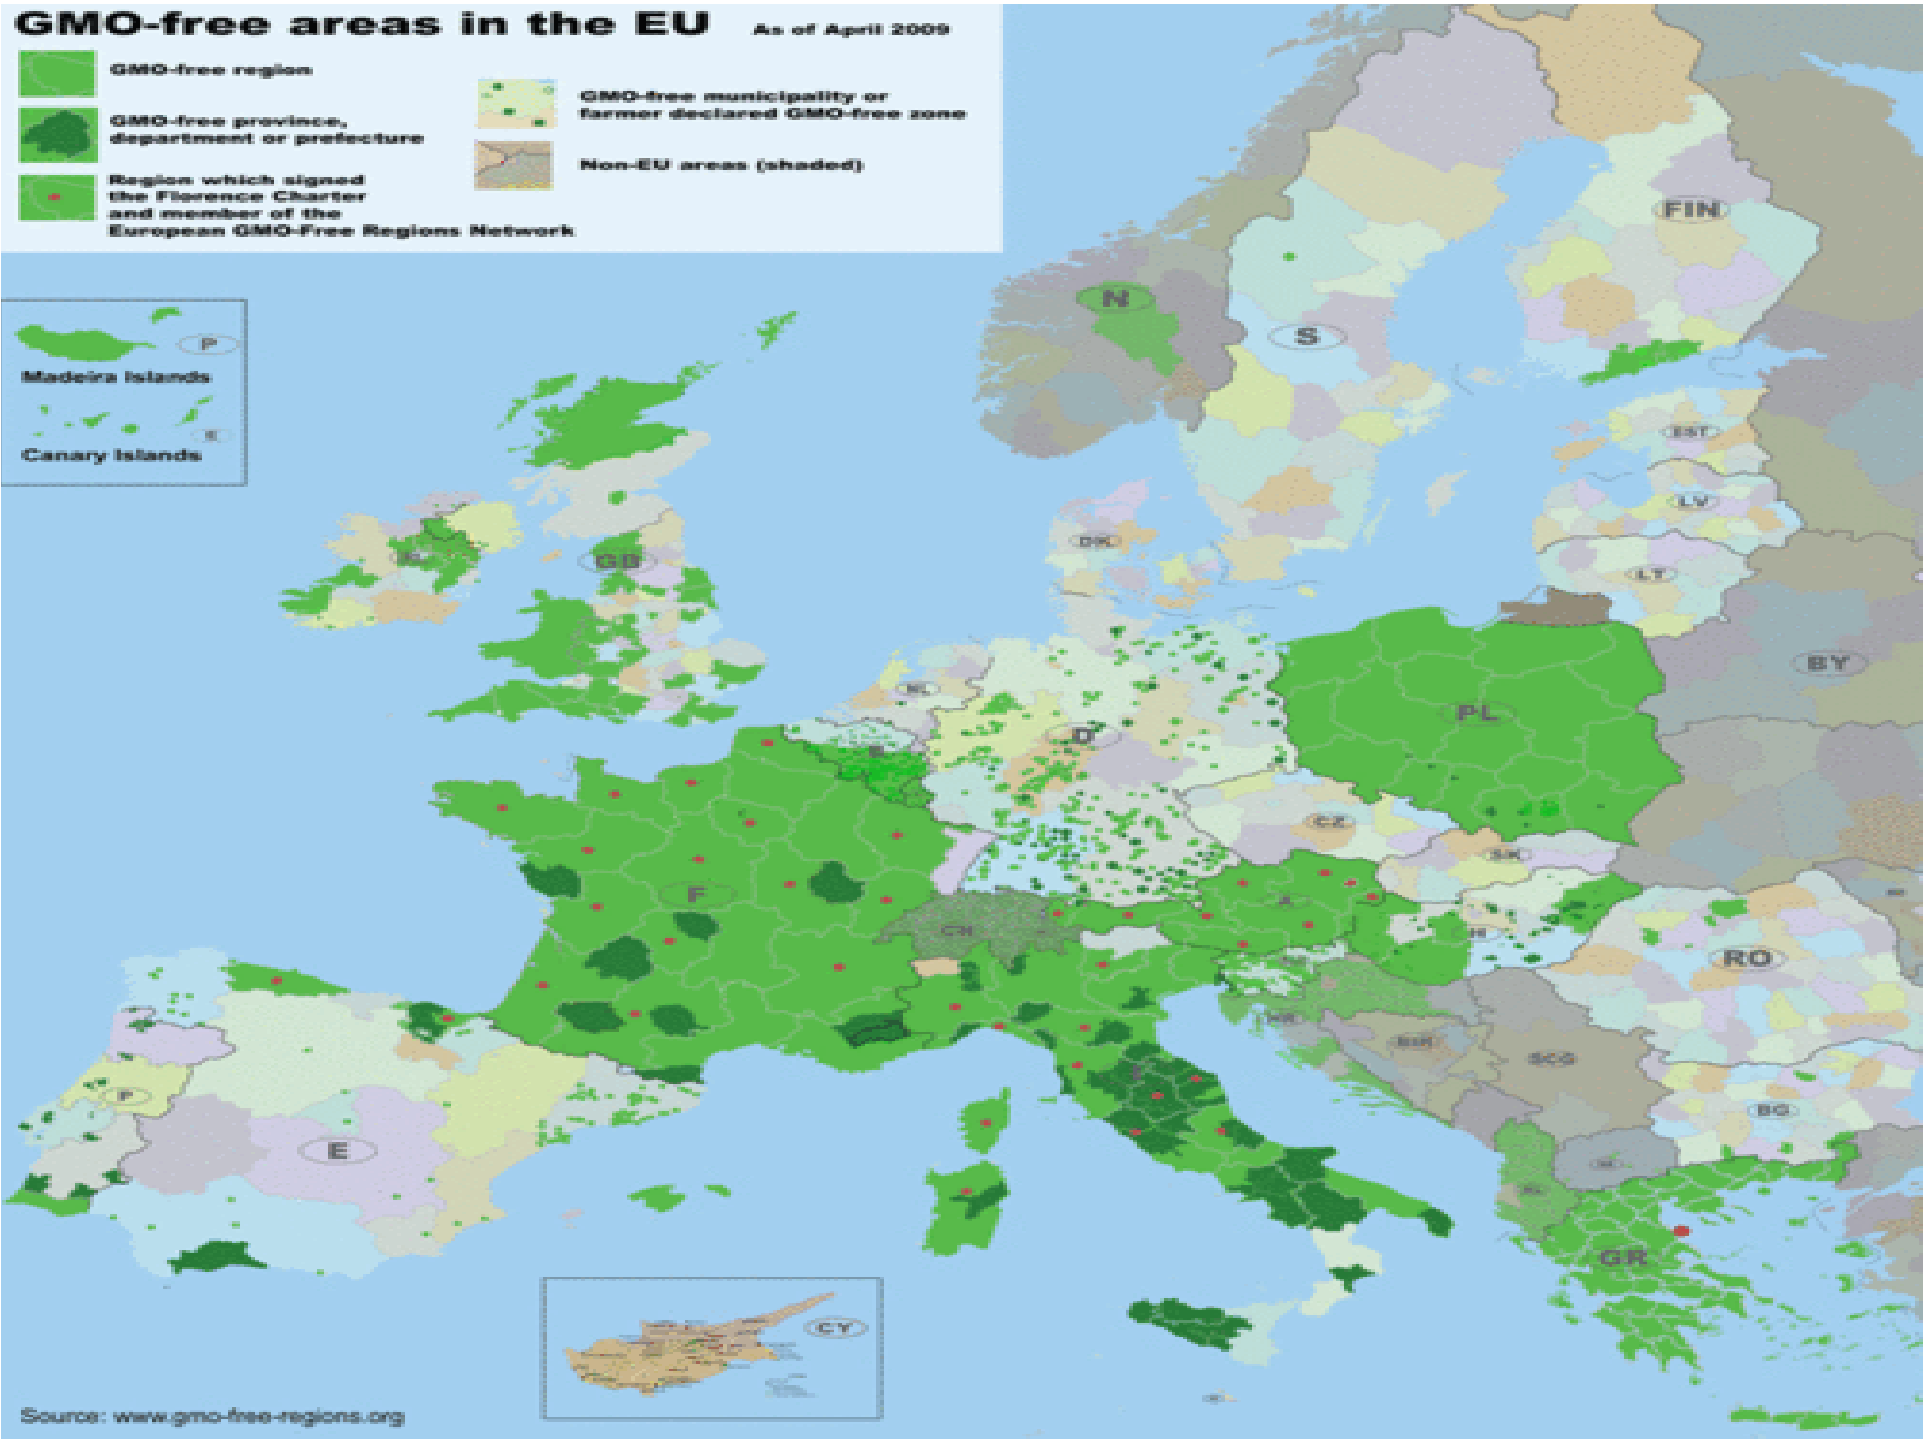 GMO-free areas in the EU As of April 2009
GMO-free region
GMO-free province,
department or prefecture
Region which signed
the Florence Charter
and member of the
European GMO-Free Regions Network
GMO-free municipality or
farmer declared GMO-free zone
Non-EU areas (shaded)
P
Madeira Islands
E
Canary Islands
FIN
N
S
EST
LV
DK
LT
GB
BY
NL
PL
D
CZ
SK
F
A
CH
H
RO
BIH
SCG
P
BG
E
GR
CY
Source: www.gmo-free-regions.org